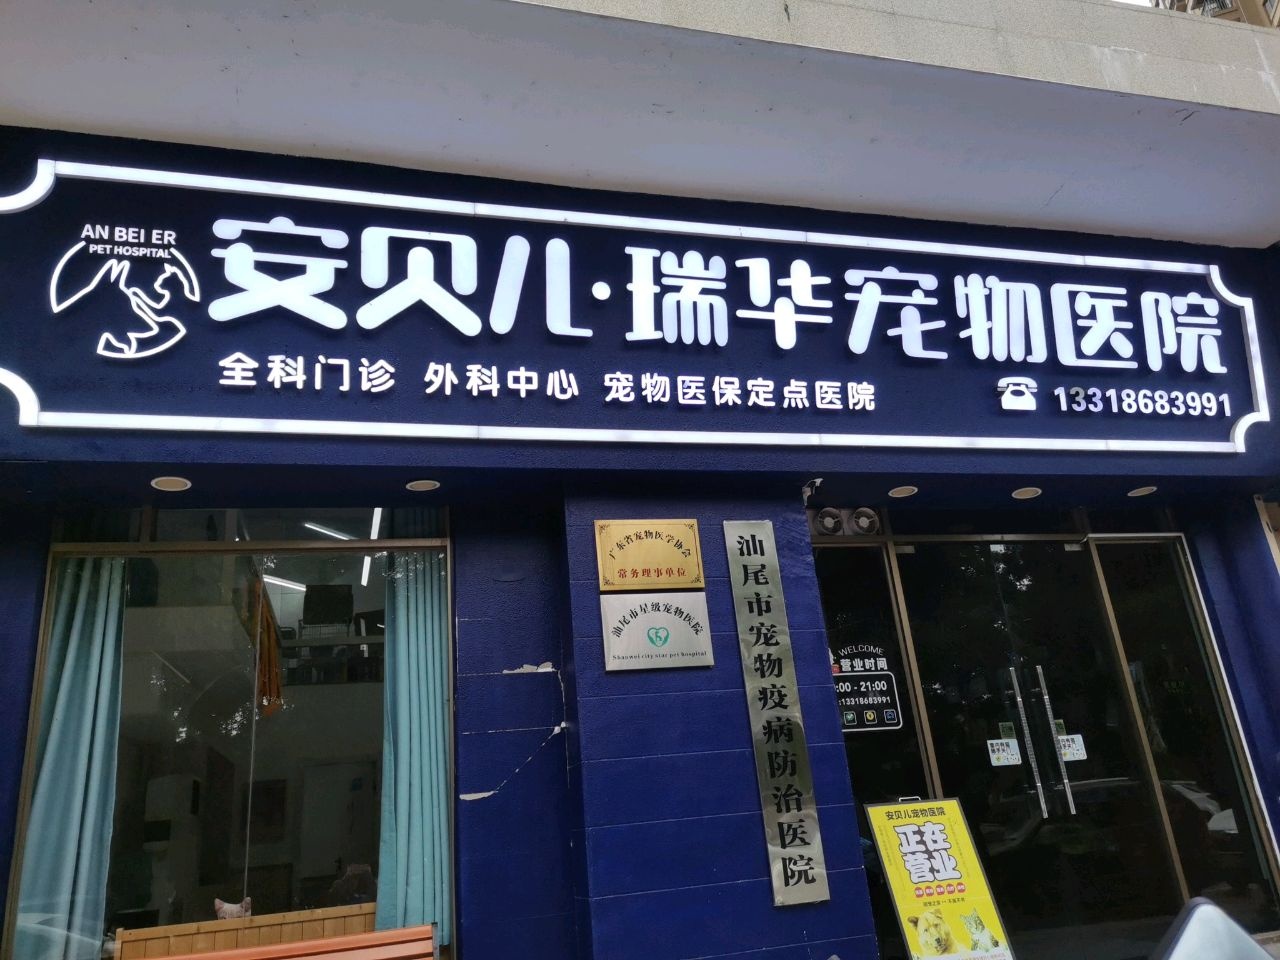 AN BEI ER
PET HOSPITAL
安贝儿·瑞华宠物医院
全科门诊 外科中心 宠物医保定点医院
13318683991
广东省宠物医学协会
常务理事单位
汕尾市星级宠物医院
Shanwei city star pet hospital
汕尾市宠物疫病防治医院
WELCOME
营业时间
:00 - 21:00
:13318683991
安贝儿宠物医院
正在
营业